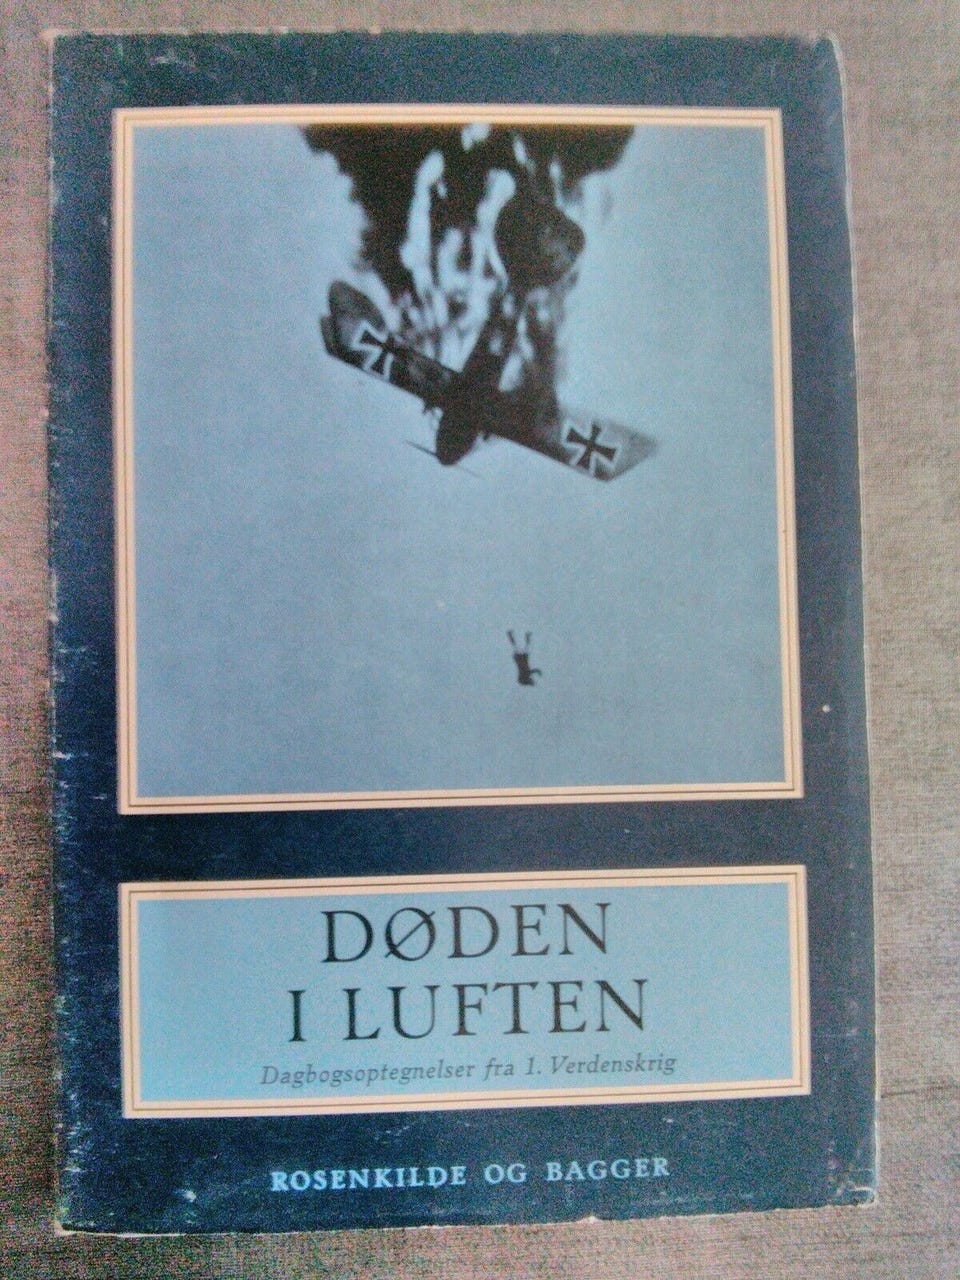 DØDEN
I LUFTEN
Dagbogsoptegnelser fra 1. Verdenskrig
ROSENKILDE OG BAGGER